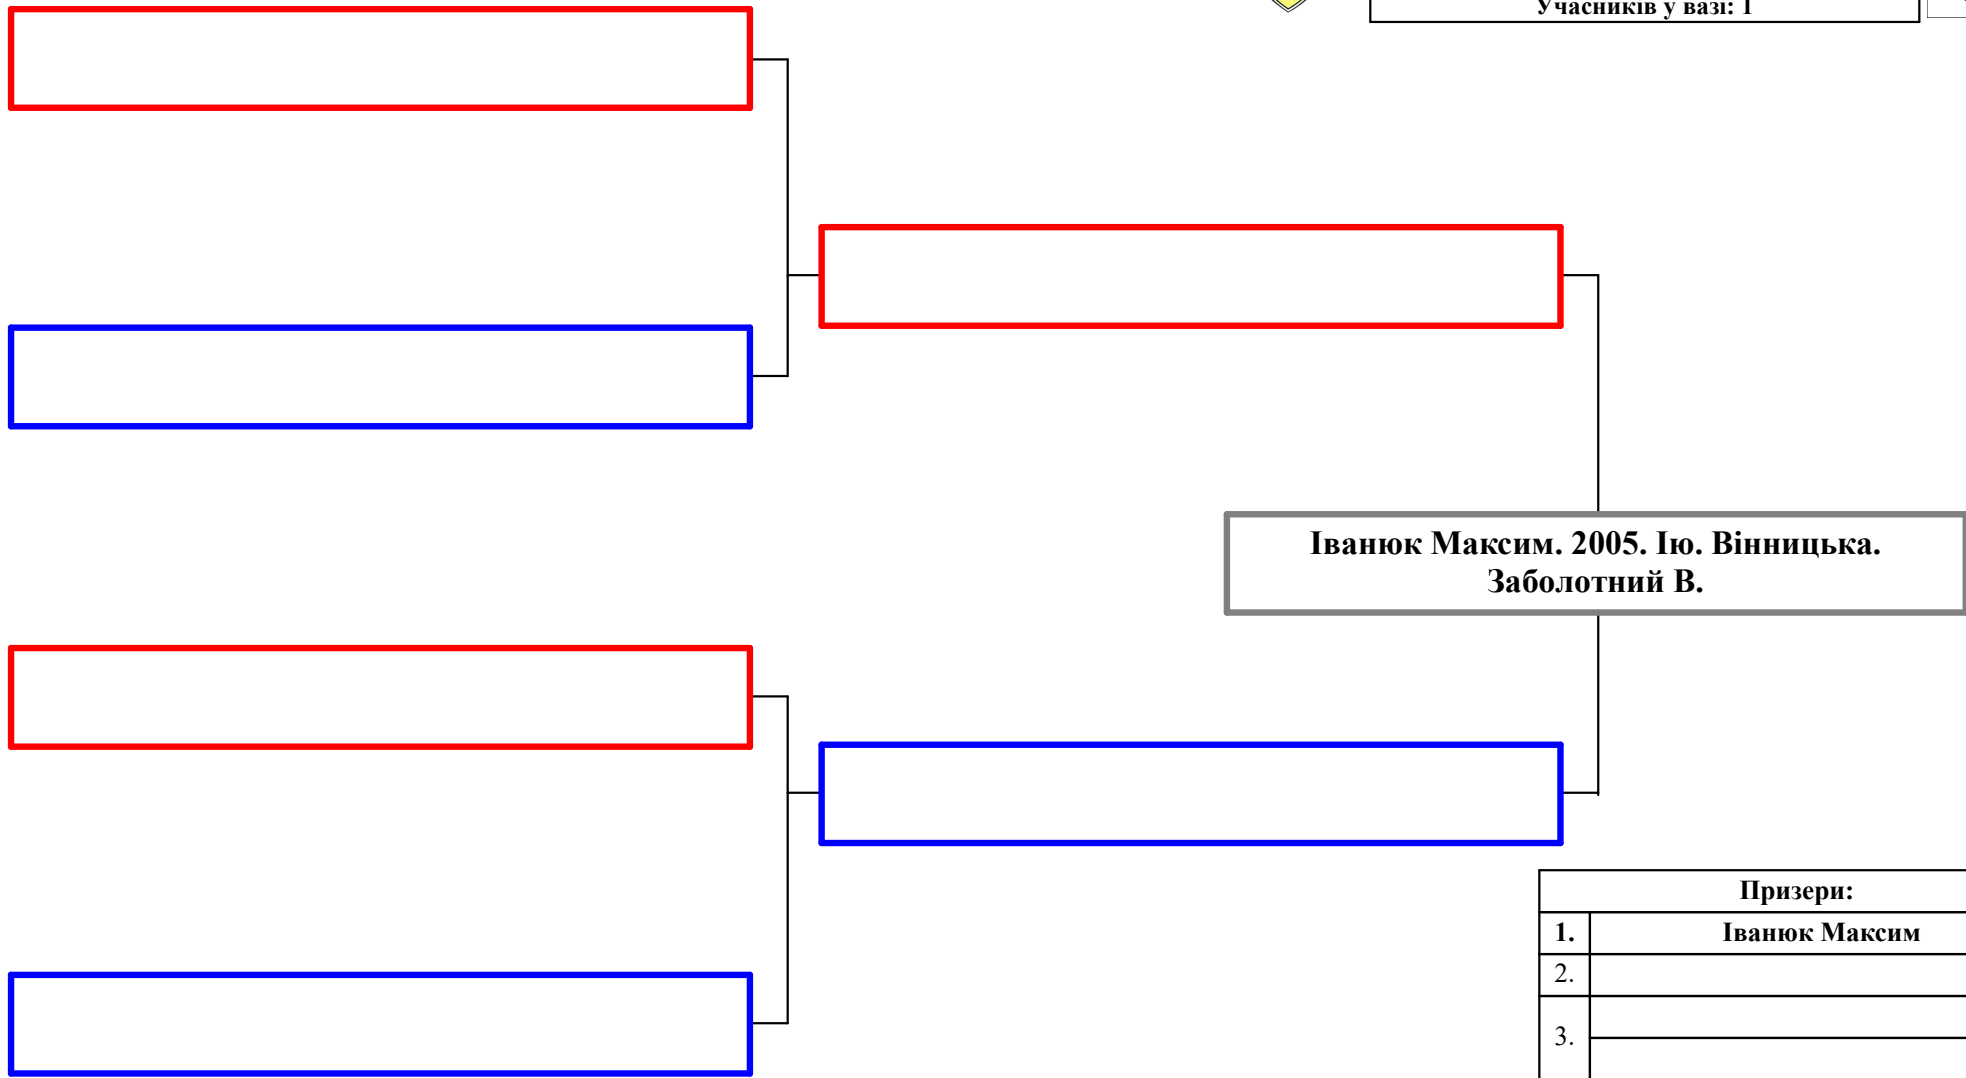 Учасників у вазі: 1
Іванюк Максим. 2005. Ію. Вінницька.
Заболотний В.
Призери:
1. Іванюк Максим
2.
3.